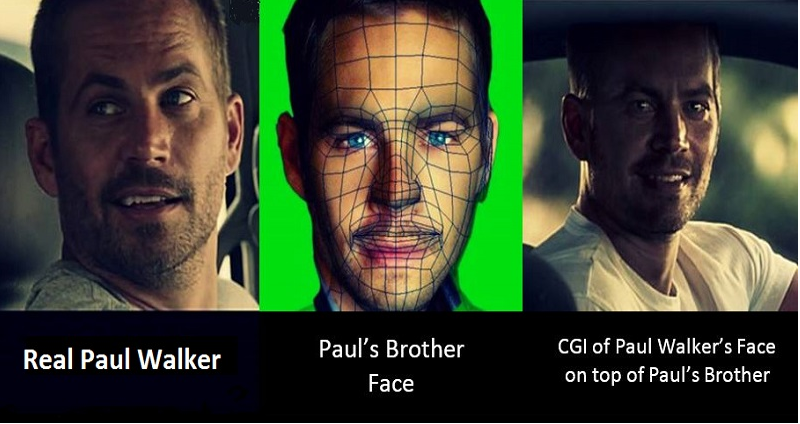 Real Paul Walker
Paul’s Brother
Face
CGI of Paul Walker’s Face
on top of Paul’s Brother